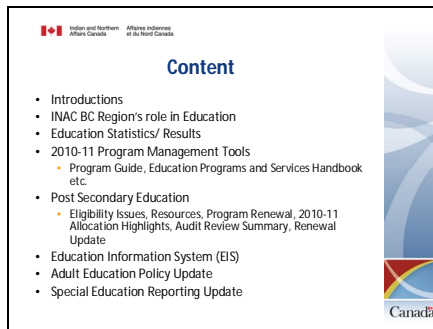 Indian and Northern Affairs Canada
Affaires indiennes et du Nord Canada
Content
• Introductions
• INAC BC Region's role in Education
• Education Statistics/ Results
• 2010-11 Program Management Tools
• Program Guide, Education Programs and Services Handbook
etc.
• Post Secondary Education
• Eligibility Issues, Resources, Program Renewal, 2010-11
Allocation Highlights, Audit Review Summary, Renewal
Update
• Education Information System (EIS)
• Adult Education Policy Update
• Special Education Reporting Update
Canada